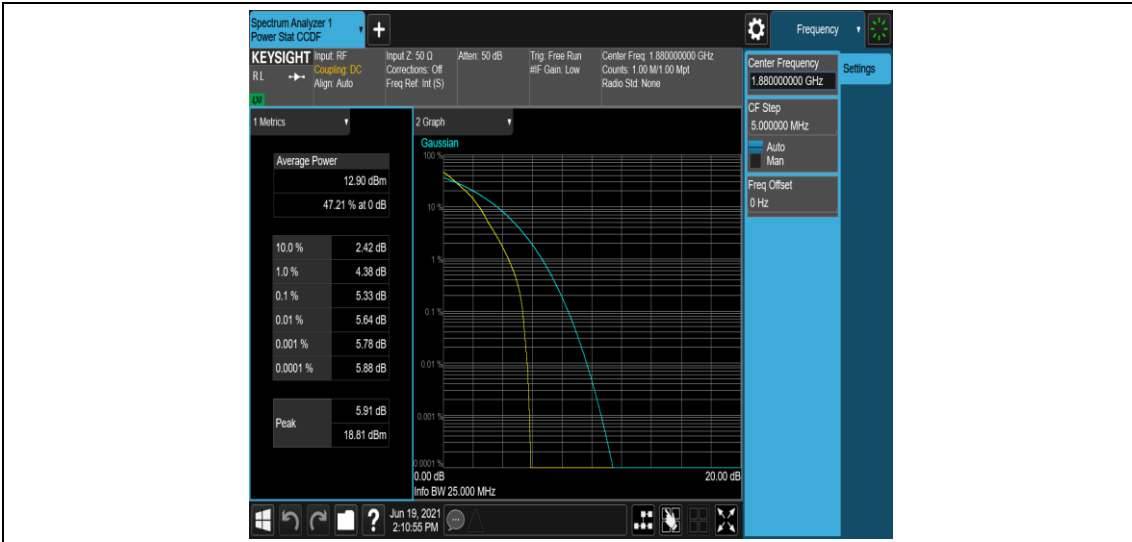 Spectrum Analyzer 1
Power Stat CCDF
+
Frequency
KEYSIGHT
RL
LXI
Input: RF
Coupling: DC
Align: Auto
Input Z: 50 Ω
Corrections: Off
Freq Ref: Int (S)
Atten: 50 dB
Trig: Free Run
#IF Gain: Low
Center Freq: 1.880000000 GHz
Counts: 1.00 M/1.00 Mpt
Radio Std: None
Center Frequency
1.880000000 GHz
Settings
CF Step
5.000000 MHz
Auto
Man
Freq Offset
0 Hz
1 Metrics
Average Power
12.90 dBm
47.21 % at 0 dB
10.0 % 2.42 dB
1.0 % 4.38 dB
0.1 % 5.33 dB
0.01 % 5.64 dB
0.001 % 5.78 dB
0.0001 % 5.88 dB
Peak 5.91 dB
18.81 dBm
2 Graph
Gaussian
100 %
10 %
1 %
0.1 %
0.01 %
0.001 %
0.0001 %
0.00 dB 20.00 dB
Info BW 25.000 MHz
?
Jun 19, 2021
2:10:55 PM